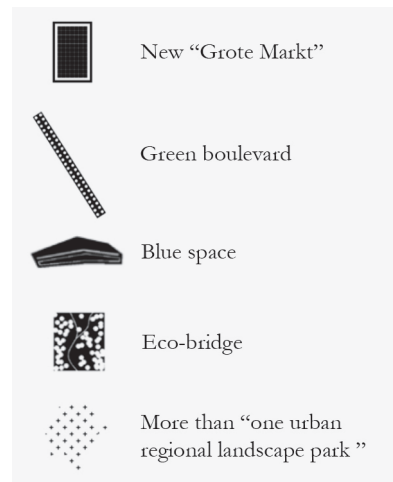 New “Grote Markt”
Green boulevard
Blue space
Eco-bridge
More than “one urban
regional landscape park ”